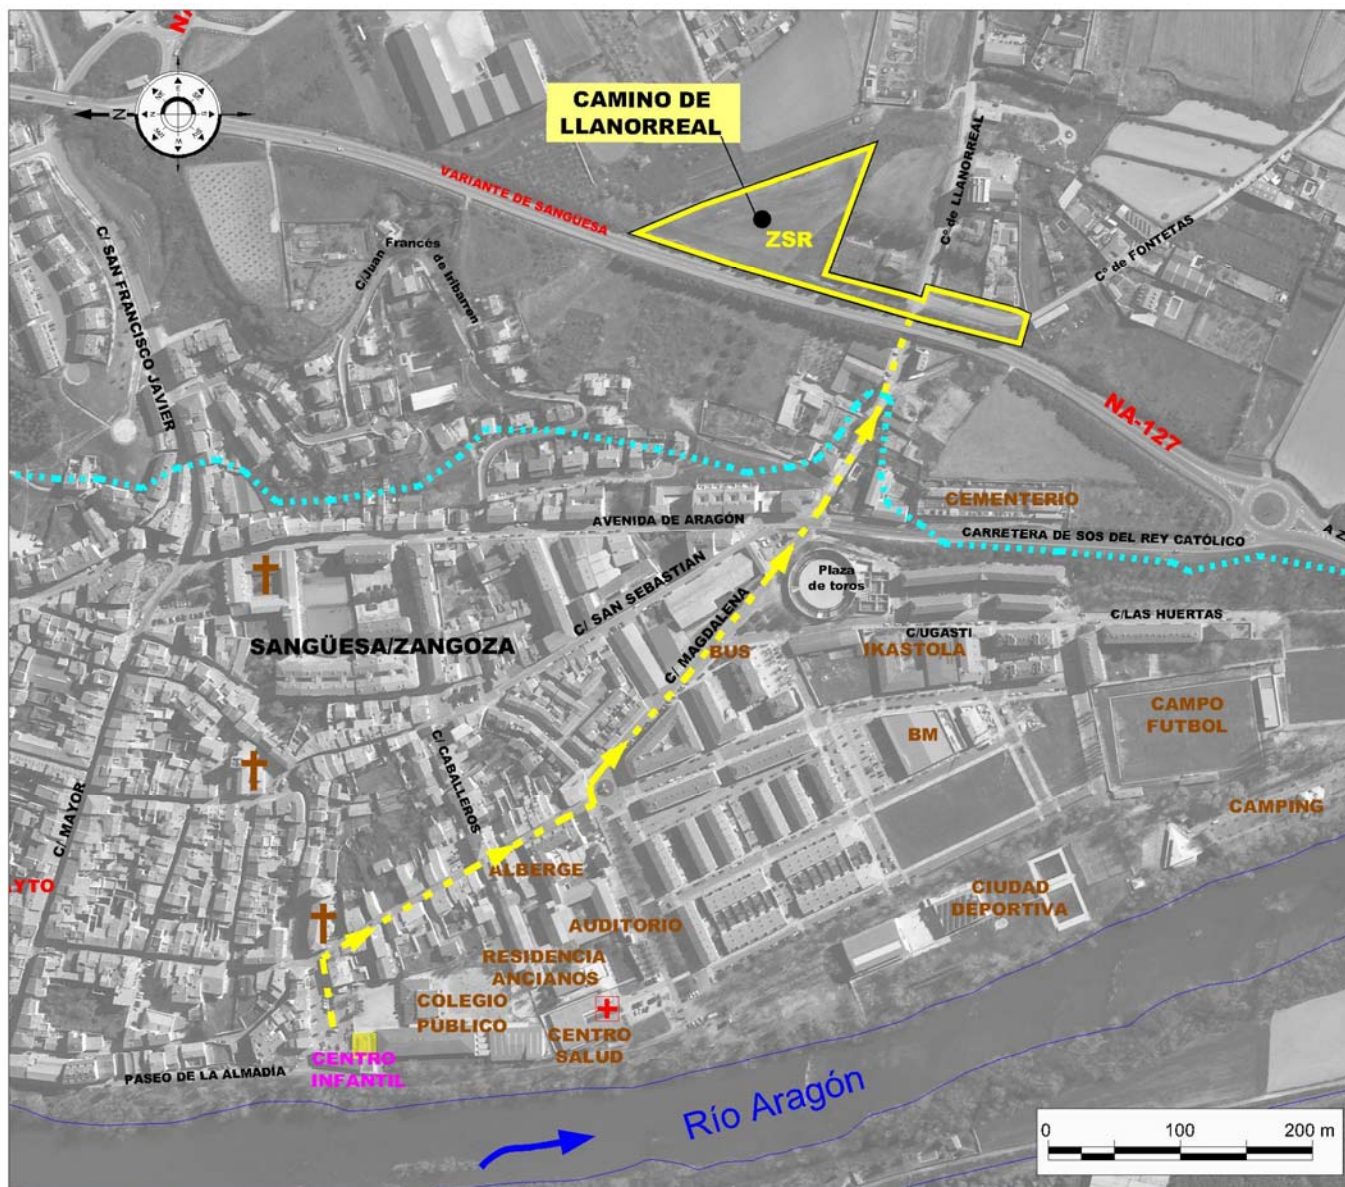 NA
CAMINO DE
LLANORREAL
N
VARIANTE DE SANGÜESA
ZSR
Cº de LLANORREAL
Cº de FONTETAS
C/ SAN FRANCISCO JAVIER
C/Juan
Francés
de Iribarren
NA-127
CEMENTERIO
AVENIDA DE ARAGÓN
CARRETERA DE SOS DEL REY CATÓLICO
A Z
Plaza
de toros
C/ SAN SEBASTIAN
C/LAS HUERTAS
C/UGASTI
SANGÜESA/ZANGOZA
C/ MAGDALENA
BUS
IKASTOLA
CAMPO
FUTBOL
BM
C/ CABALLEROS
C/ MAYOR
CAMPING
YTO
ALBERGE
CIUDAD
DEPORTIVA
AUDITORIO
RESIDENCIA
ANCIANOS
COLEGIO
PÚBLICO
CENTRO
SALUD
CENTRO
INFANTIL
PASEO DE LA ALMADÍA
Río Aragón
0 100 200 m